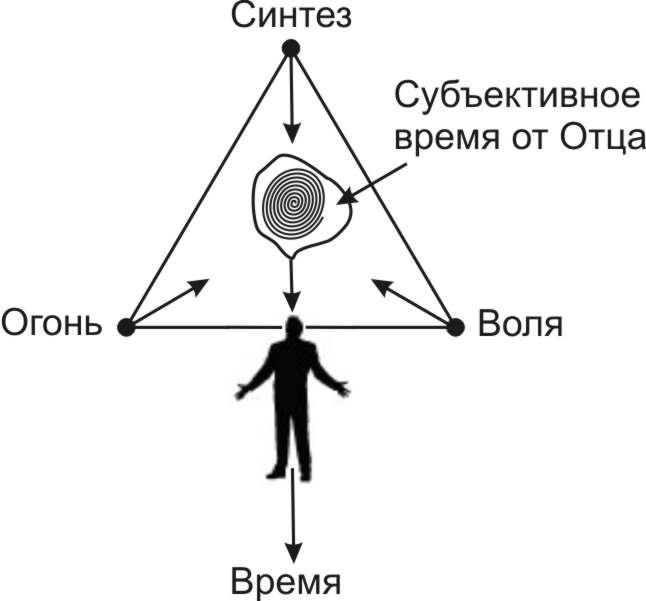 Синтез
Субъективное
время от Отца
Огонь
Воля
Время